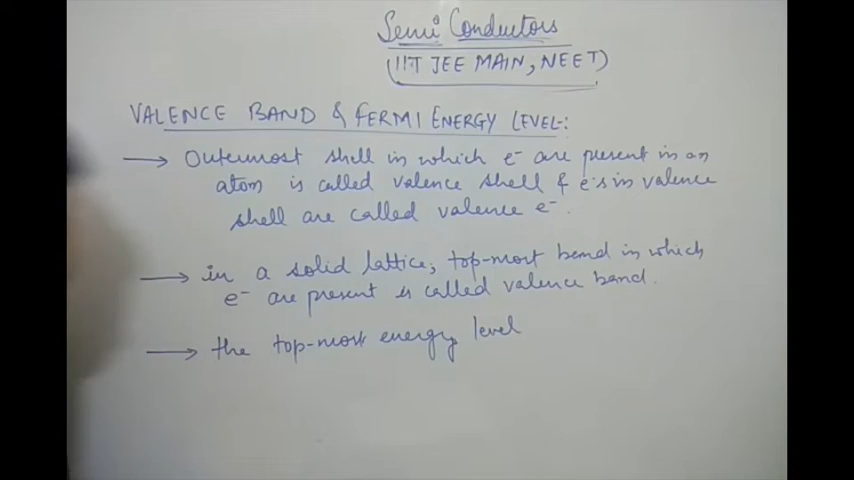 Semi Conductors
(IIT JEE MAIN, NEET)
VALENCE BAND & FERMI ENERGY LEVEL-:
→ Outermost shell in which e⁻ are present in an
atom is called valence shell & e⁻s in valence
shell are called valence e⁻.
→ in a solid lattice, top-most band in which
e⁻ are present is called valence band.
→ the top-most energy level